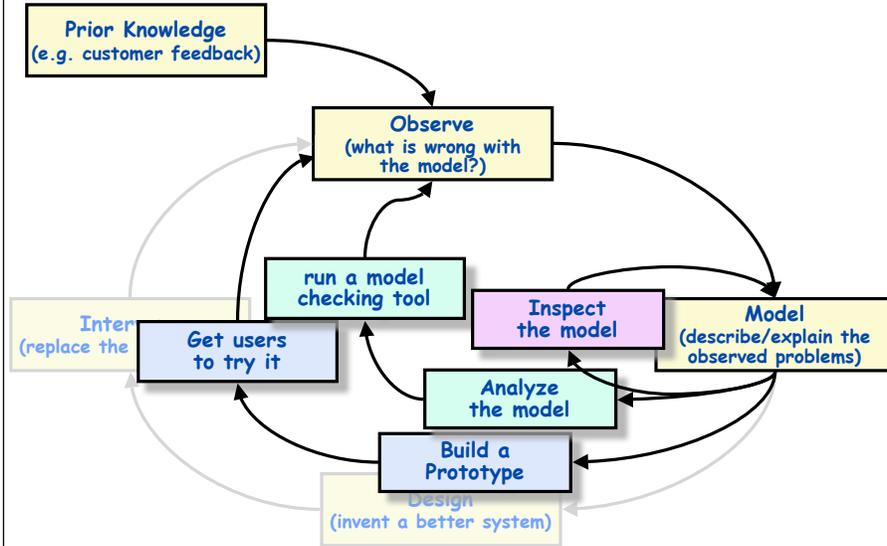 Prior Knowledge
(e.g. customer feedback)
Observe
(what is wrong with
the model?)
run a model
checking tool
Inspect
the model
Model
(describe/explain the
observed problems)
(replace the
Get users
to try it
Analyze
the model
Build a
Prototype
Design
(invent a better system)